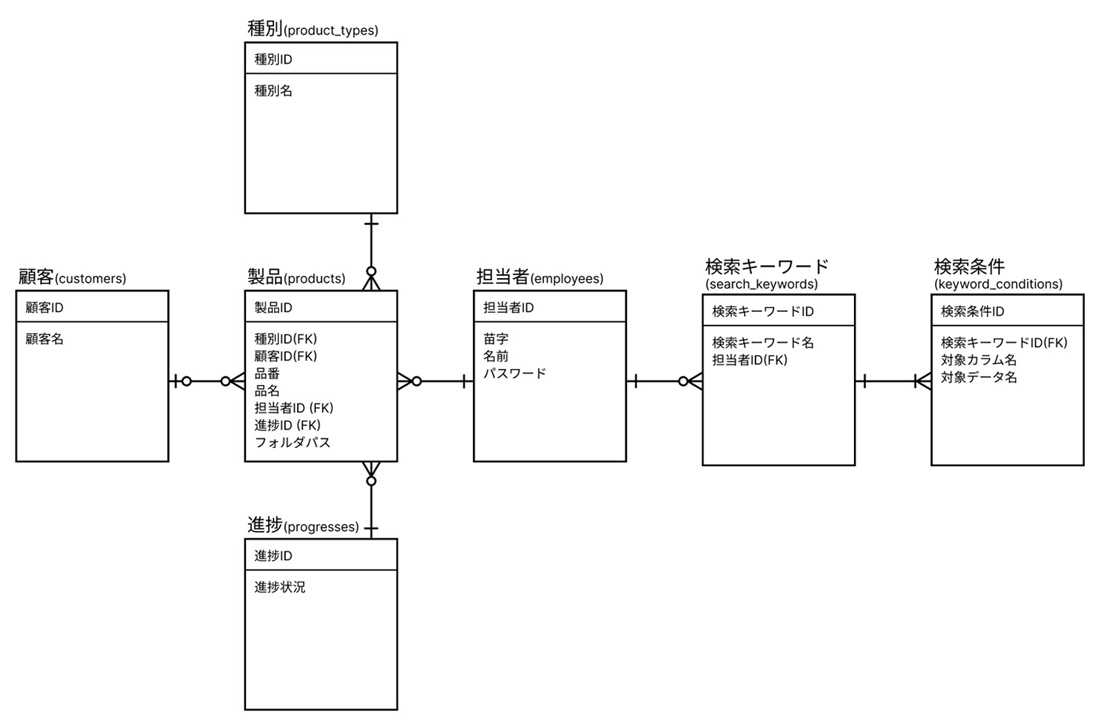 種別(product_types)
種別ID
種別名
顧客(customers)
顧客ID
顧客名
製品(products)
製品ID
種別ID(FK)
顧客ID(FK)
品番
品名
担当者ID (FK)
進捗ID (FK)
フォルダパス
担当者(employees)
担当者ID
苗字
名前
パスワード
検索キーワード
(search_keywords)
検索キーワードID
検索キーワード名
担当者ID(FK)
検索条件
(keyword_conditions)
検索条件ID
検索キーワードID(FK)
対象カラム名
対象データ名
進捗(progresses)
進捗ID
進捗状況